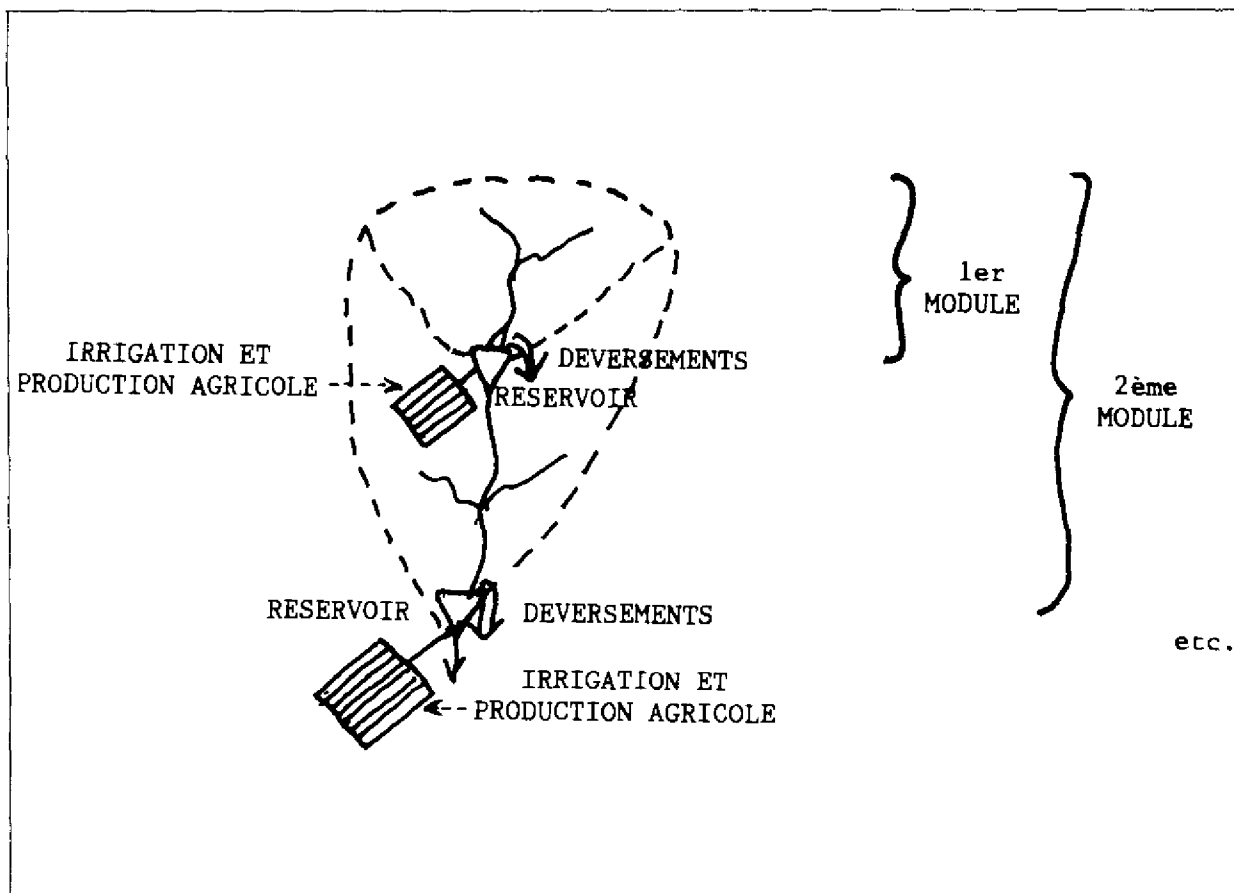 1er
MODULE
IRRIGATION ET
PRODUCTION AGRICOLE
DEVERSEMENTS
RESERVOIR
2ème
MODULE
RESERVOIR
DEVERSEMENTS
etc.
IRRIGATION ET
PRODUCTION AGRICOLE